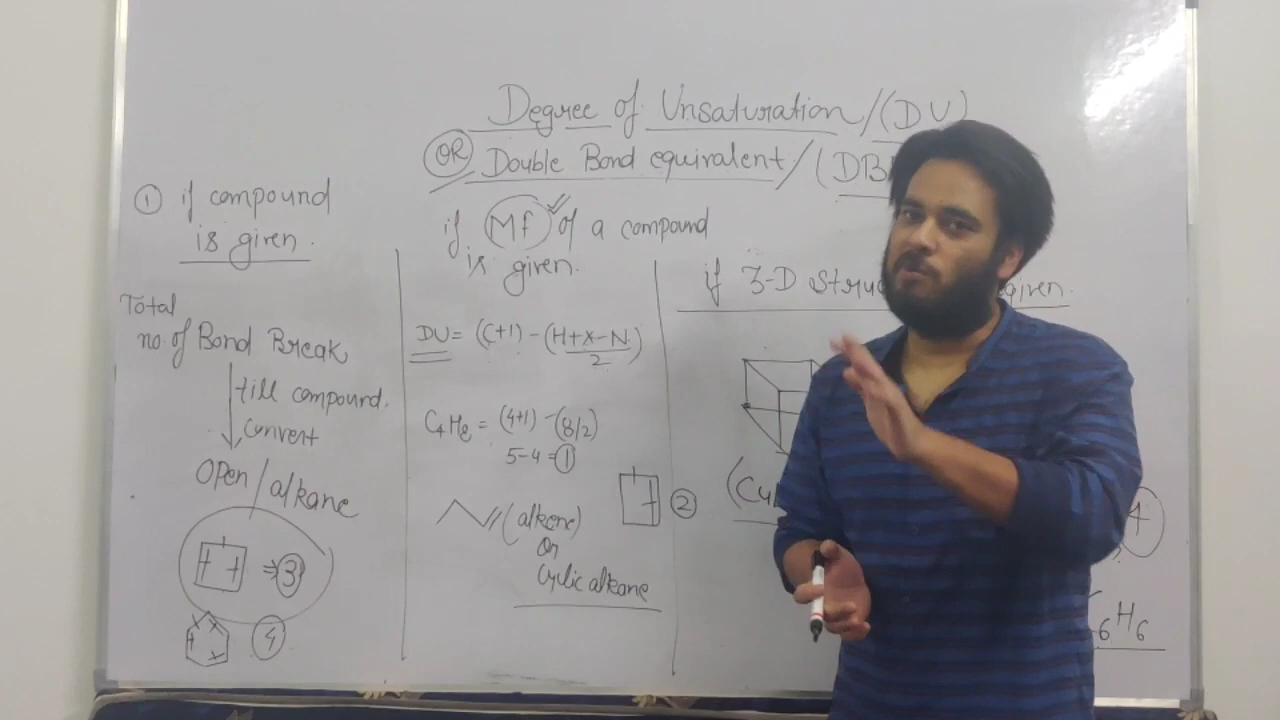 Degree of Unsaturation/(DU)
OR Double Bond equivalent/(DB
① if compound
is given.
Total
no. of Bond Break
till compound.
convert
Open/alkane
⇒ 3
4
if Mf of a compound
is given.
DU = (C+1) - (H+X-N/2)
C4H8 = (4+1) - (8/2)
5-4 = 1
(alkene)
Or
Cyclic alkane
②
if 3-D Stru given.
(Cu
4
6H6